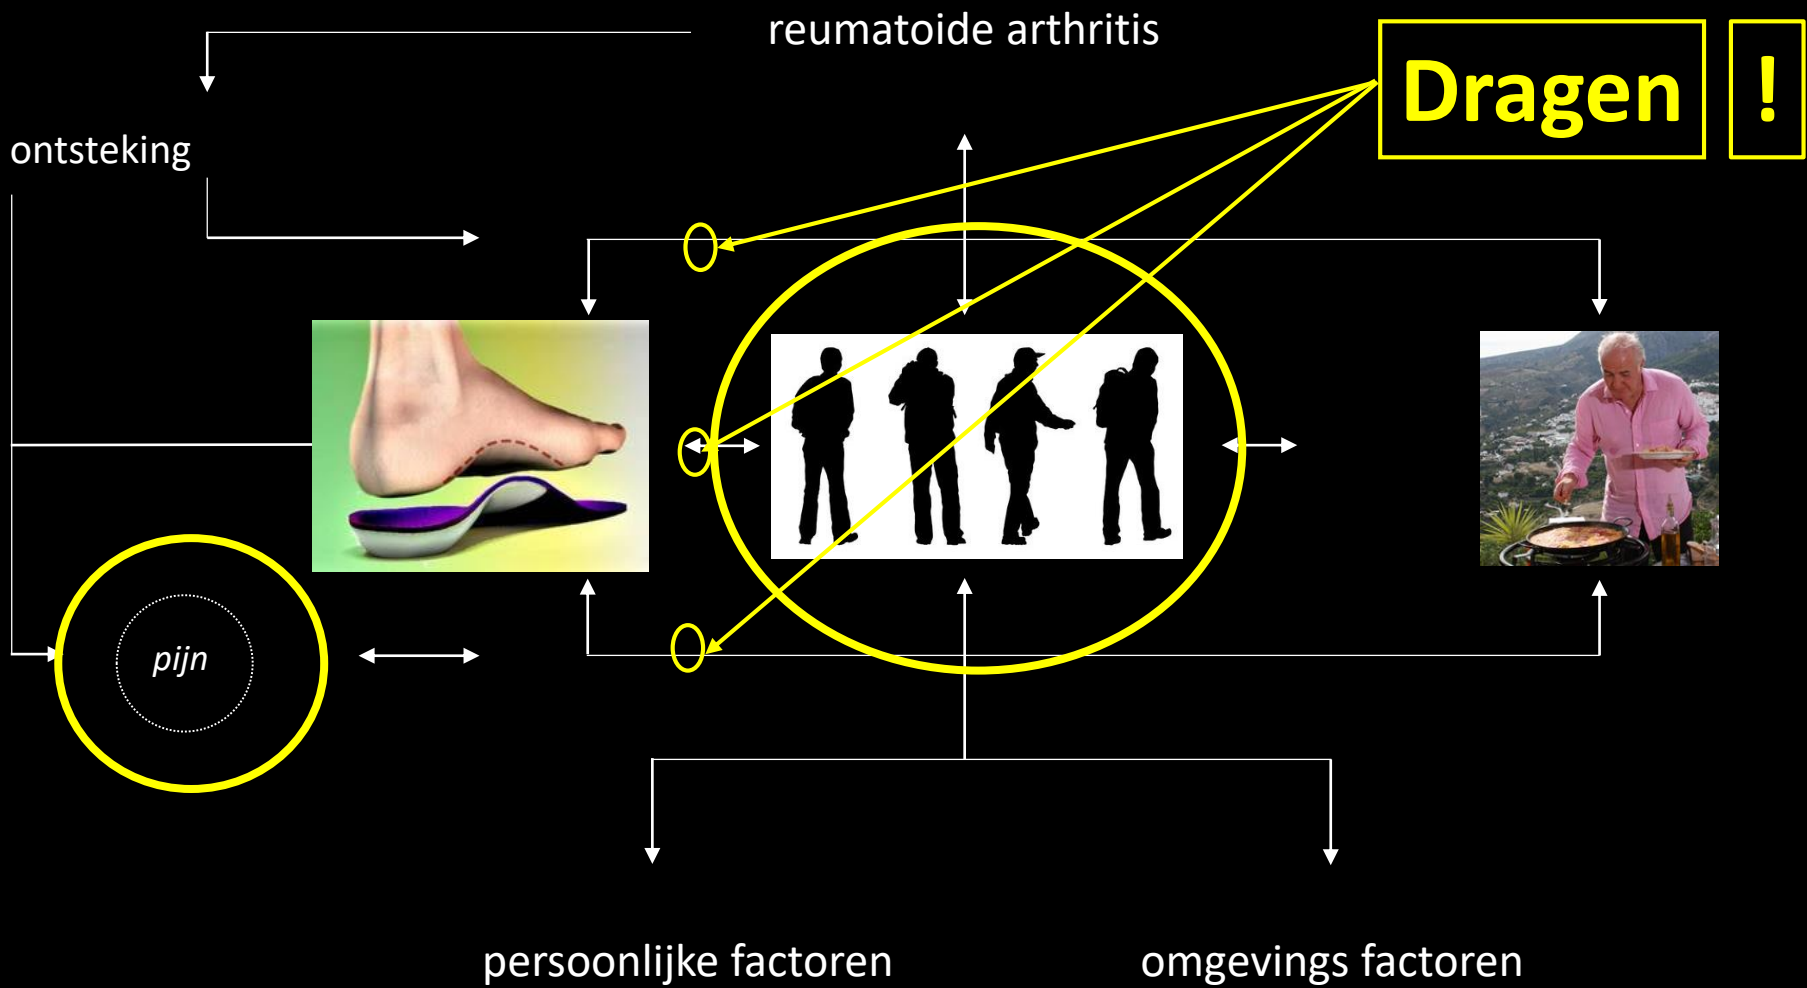 reumatoide arthritis
Dragen !
ontsteking
pijn
persoonlijke factoren
omgevings factoren